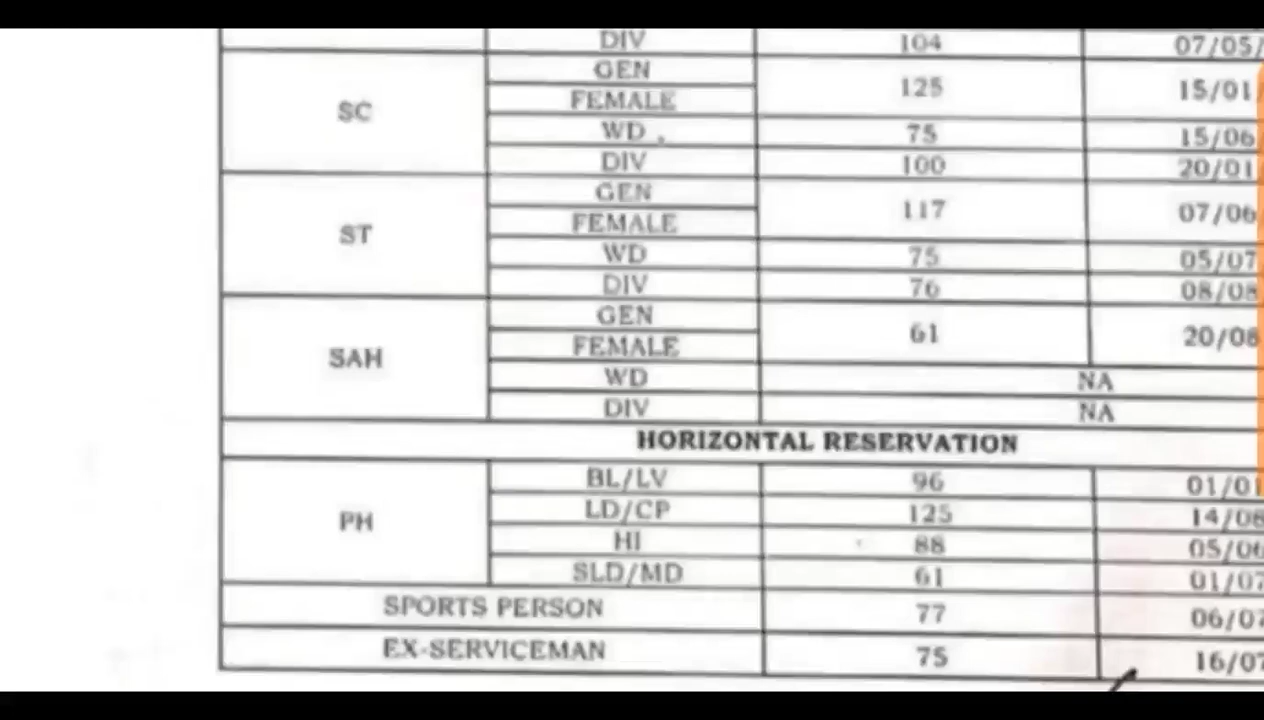 DIV 104 07/05/
SC GEN 125 15/01
FEMALE
WD 75 15/06
DIV 100 20/01
ST GEN 117 07/06
FEMALE
WD 75 05/07
DIV 76 08/08
SAH GEN 61 20/08
FEMALE
WD NA
DIV NA
HORIZONTAL RESERVATION
PH BL/LV 96 01/01
LD/CP 125 14/08
HI 88 05/06
SLD/MD 61 01/07
SPORTS PERSON 77 06/07
EX-SERVICEMAN 75 16/07